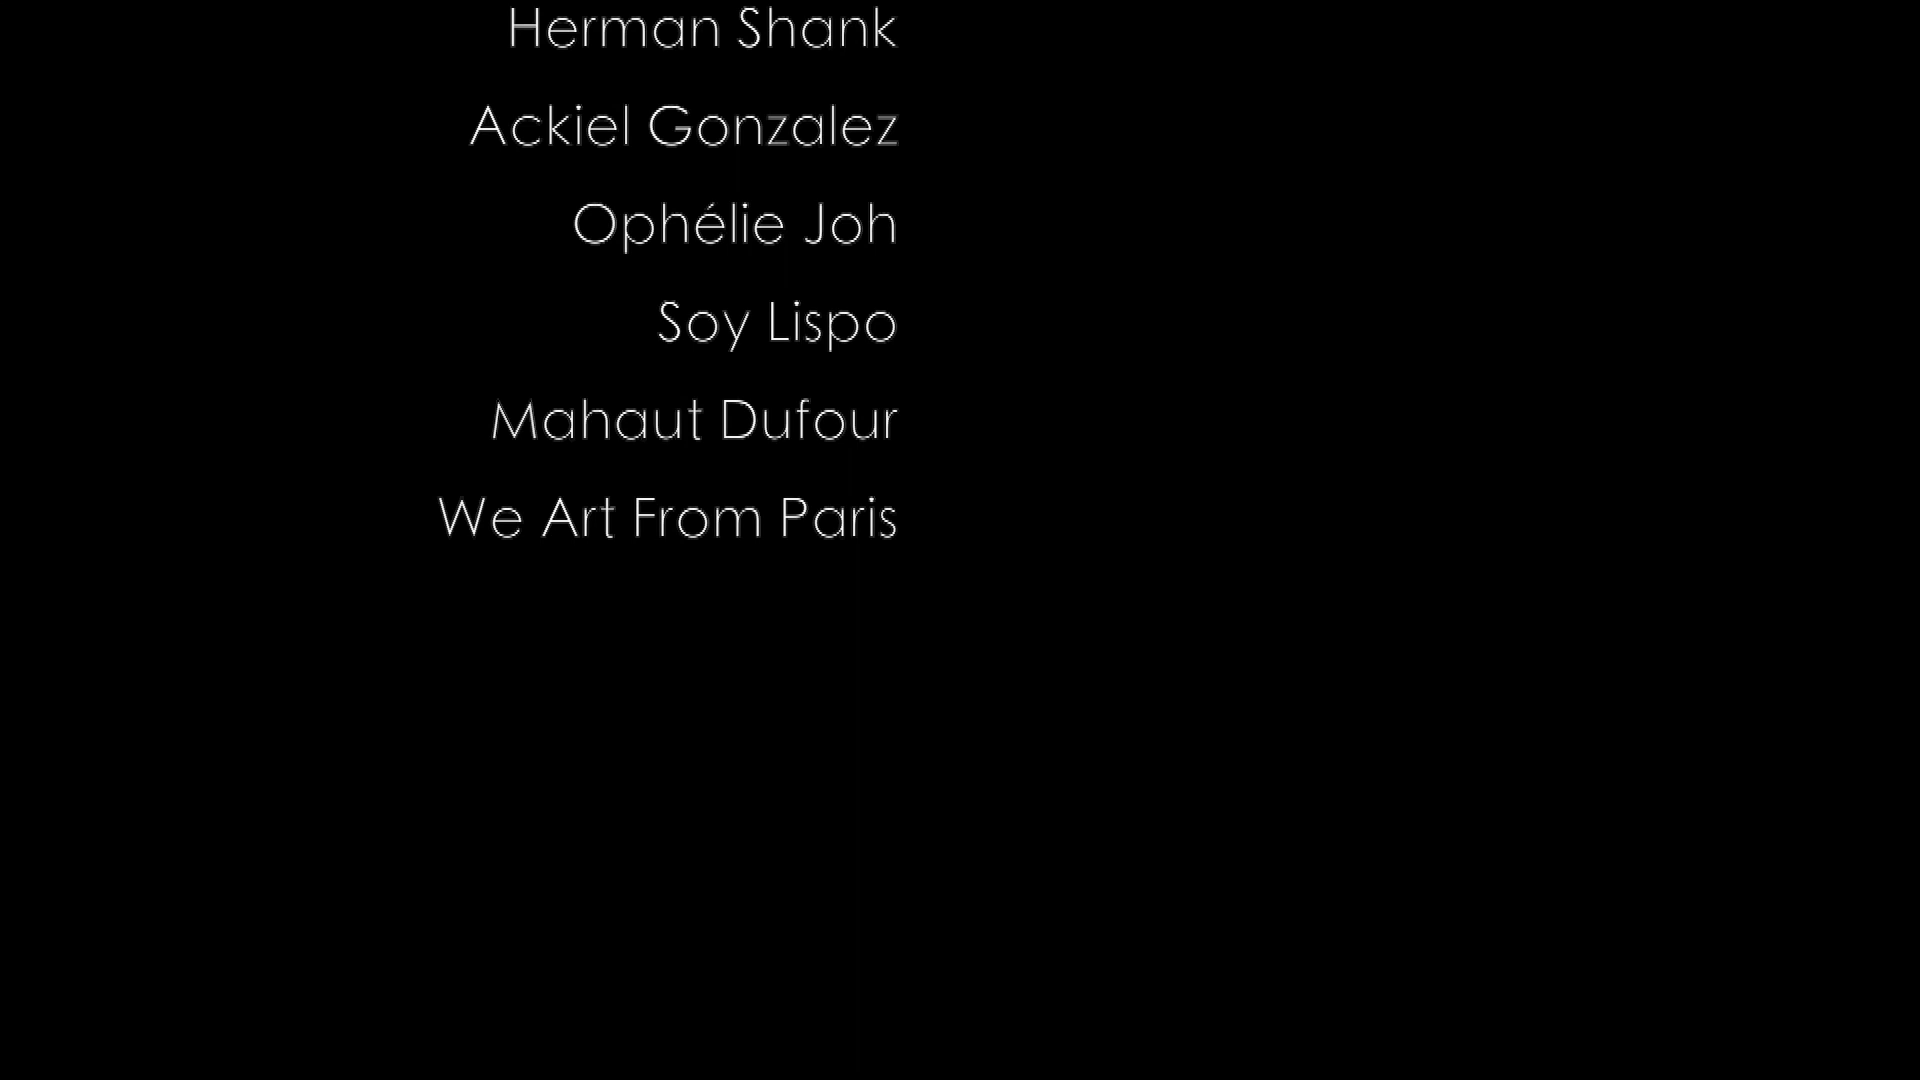 Herman Shank
Ackiel Gonzalez
Ophélie Joh
Soy Lispo
Mahaut Dufour
We Art From Paris